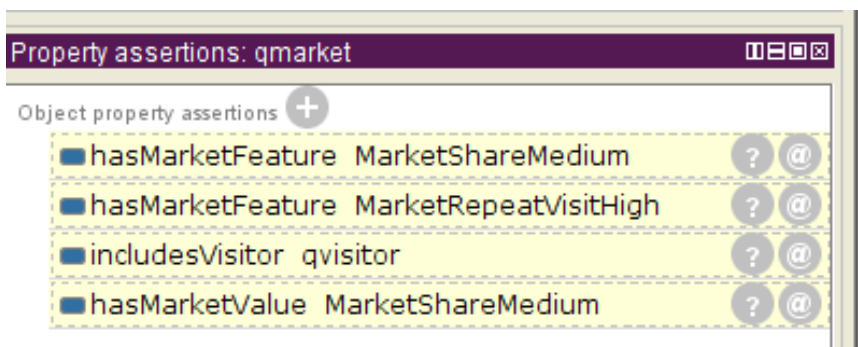 Property assertions: qmarket
Object property assertions
hasMarketFeature MarketShareMedium ? @
hasMarketFeature MarketRepeatVisitHigh ? @
includesVisitor qvisitor ? @
hasMarketValue MarketShareMedium ? @